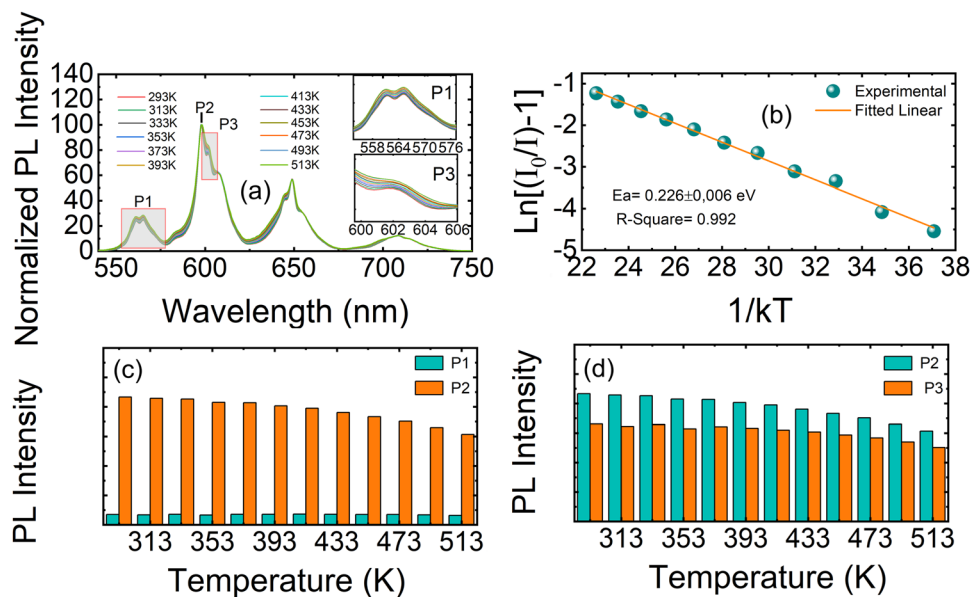 Normalized PL Intensity
140
120
100
80
60
40
20
0
293K
313K
333K
353K
373K
393K
413K
433K
453K
473K
493K
513K
P1
P2
P3
(a)
P1
558 564 570 576
P3
600 602 604 606
550 600 650 700 750
Wavelength (nm)
Ln[(I₀/I)-1]
-1
-2
-3
-4
-5
Experimental
Fitted Linear
(b)
Ea= 0.226±0,006 eV
R-Square= 0.992
22 24 26 28 30 32 34 36 38
1/kT
PL Intensity
(c)
P1
P2
313 353 393 433 473 513
Temperature (K)
PL Intensity
(d)
P2
P3
313 353 393 433 473 513
Temperature (K)